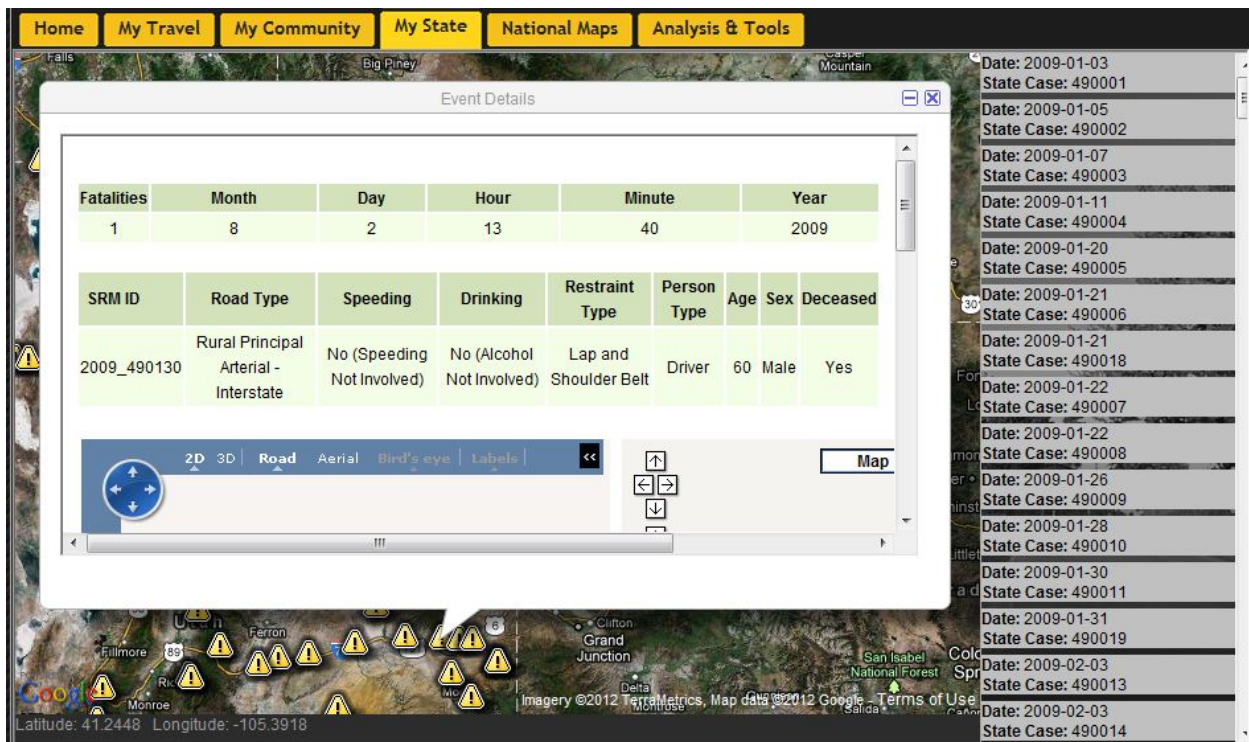 Home My Travel My Community My State National Maps Analysis & Tools
Falls
Big Piney
Casper
Mountain
Event Details
Fatalities Month Day Hour Minute Year
1 8 2 13 40 2009
SRM ID Road Type Speeding Drinking Restraint Type Person Type Age Sex Deceased
2009_490130 Rural Principal Arterial - Interstate No (Speeding Not Involved) No (Alcohol Not Involved) Lap and Shoulder Belt Driver 60 Male Yes
2D 3D Road Aerial Bird's eye Labels <<
Map
Date: 2009-01-03
State Case: 490001
Date: 2009-01-05
State Case: 490002
Date: 2009-01-07
State Case: 490003
Date: 2009-01-11
State Case: 490004
Date: 2009-01-20
State Case: 490005
Date: 2009-01-21
State Case: 490006
Date: 2009-01-21
State Case: 490018
Date: 2009-01-22
State Case: 490007
Date: 2009-01-22
State Case: 490008
Date: 2009-01-26
State Case: 490009
Date: 2009-01-28
State Case: 490010
Date: 2009-01-30
State Case: 490011
Date: 2009-01-31
State Case: 490019
Date: 2009-02-03
State Case: 490013
Date: 2009-02-03
State Case: 490014
Utah
Ferron
Fillmore
89
6
Clifton
Grand
Junction
San Isabel
National Forest
Monroe
Delta
Montrose
Gunnison
Salida
Google
Imagery ©2012 TerraMetrics, Map data ©2012 Google - Terms of Use
Latitude: 41.2448 Longitude: -105.3918